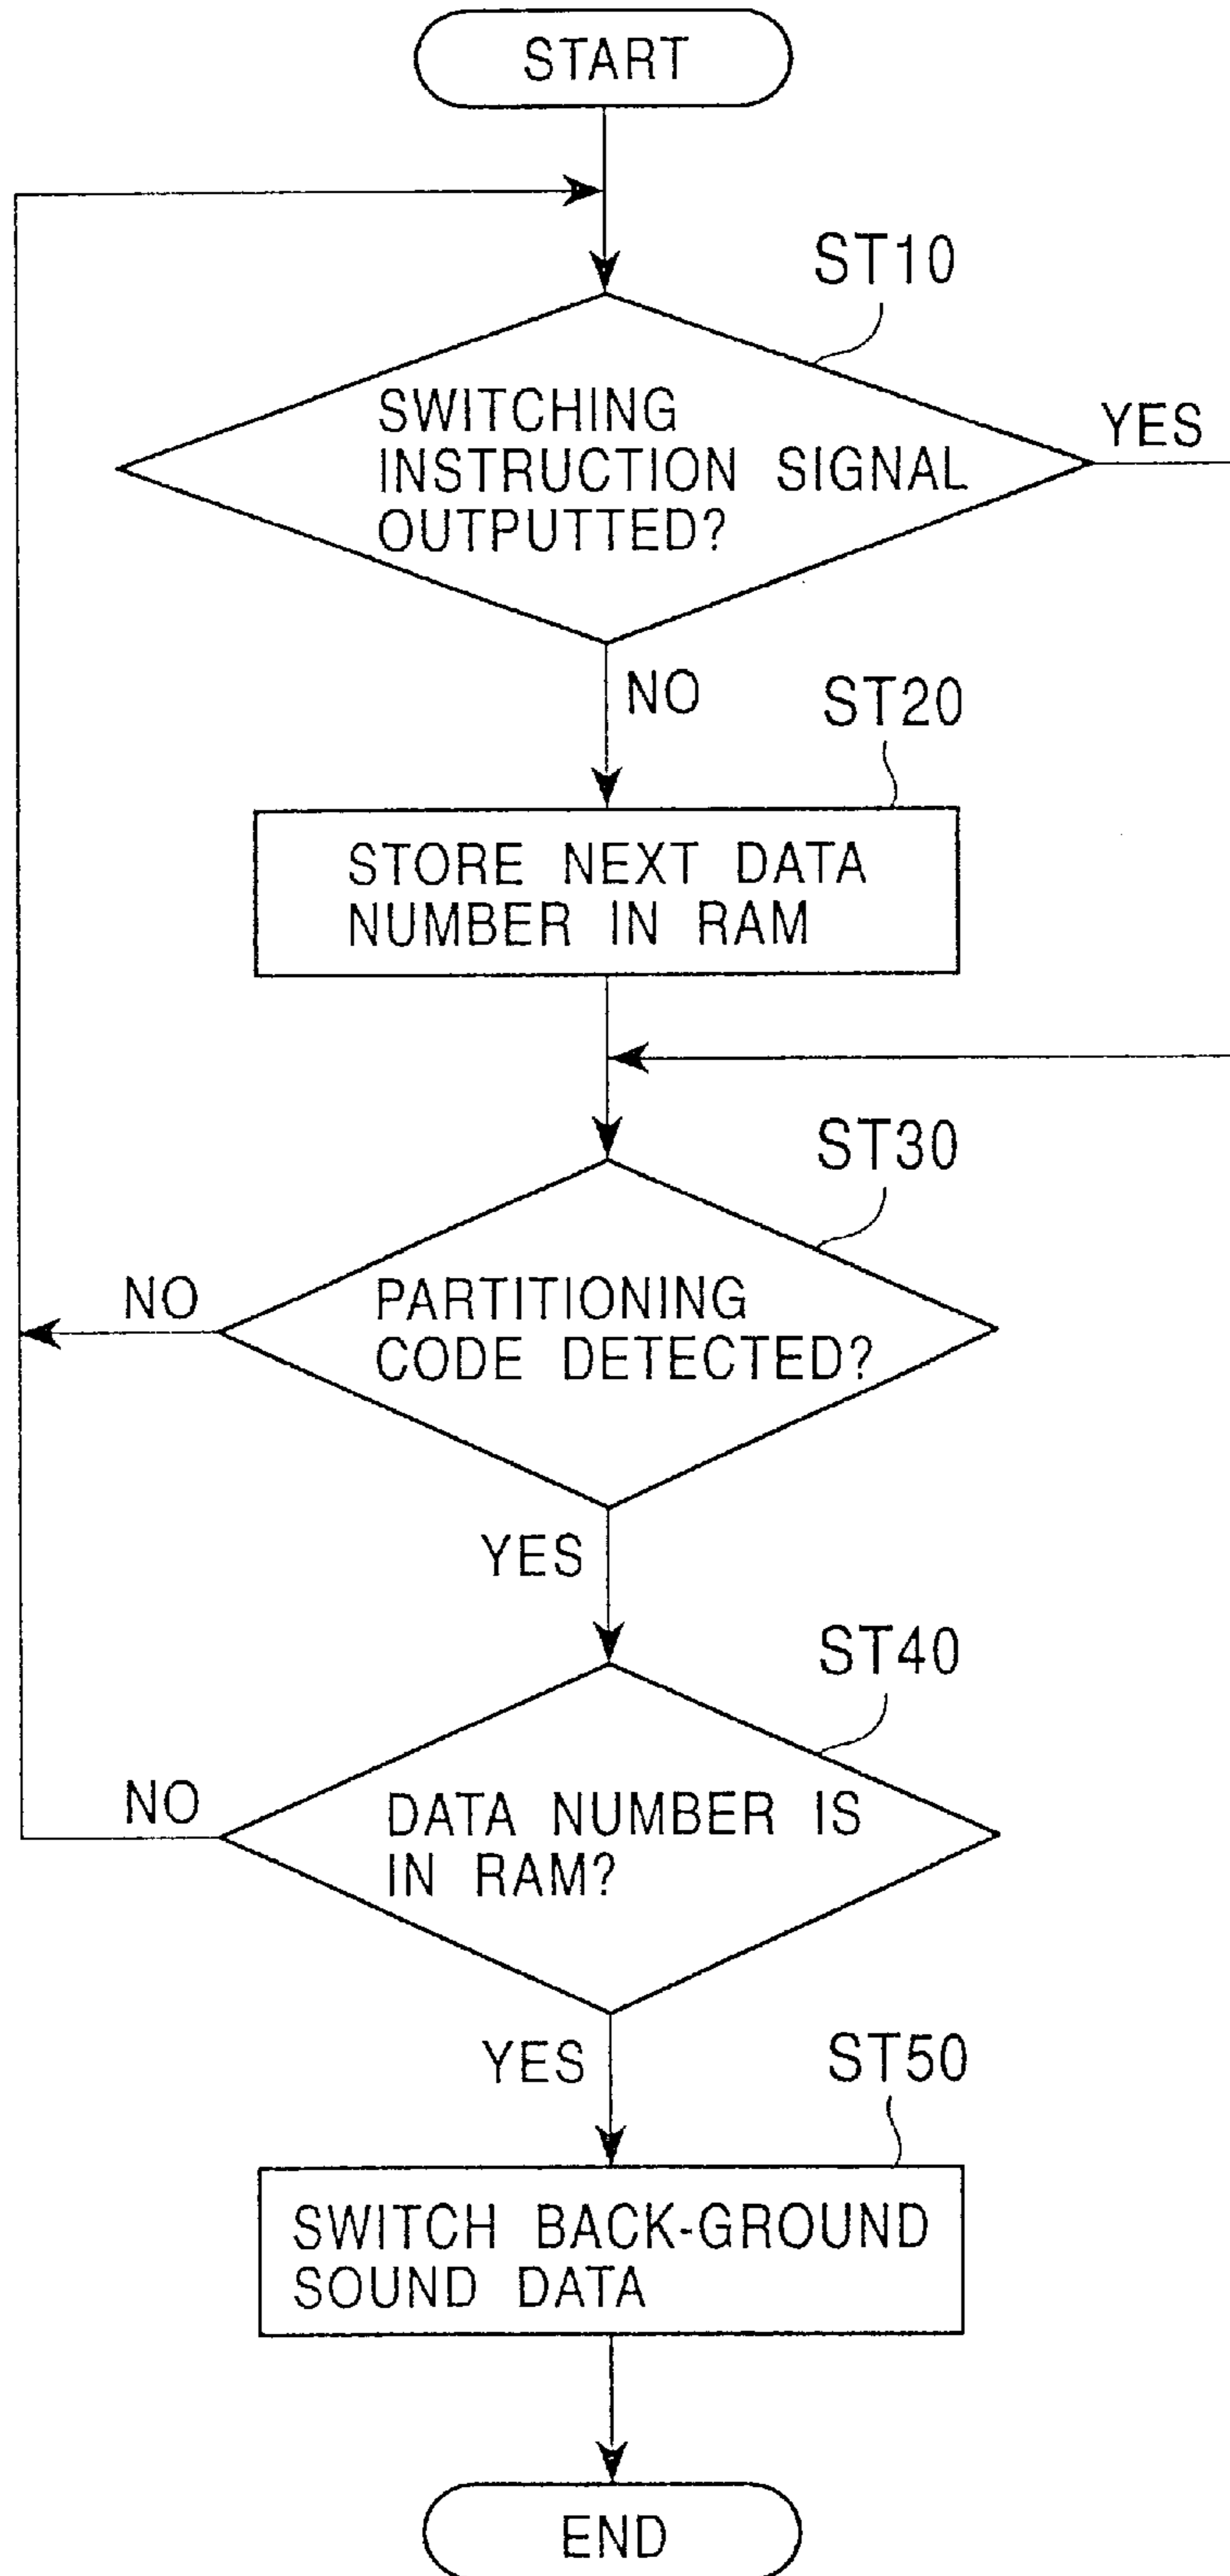 START
ST10
SWITCHING
INSTRUCTION SIGNAL
OUTPUTTED?
YES
NO
ST20
STORE NEXT DATA
NUMBER IN RAM
ST30
NO
PARTITIONING
CODE DETECTED?
YES
ST40
NO
DATA NUMBER IS
IN RAM?
YES
ST50
SWITCH BACK-GROUND
SOUND DATA
END